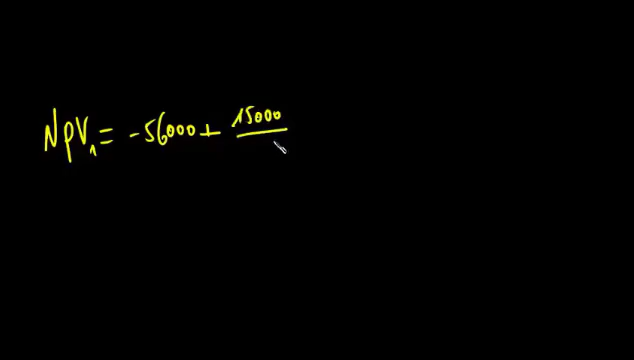 NPV₁ = -56000 + 15000/